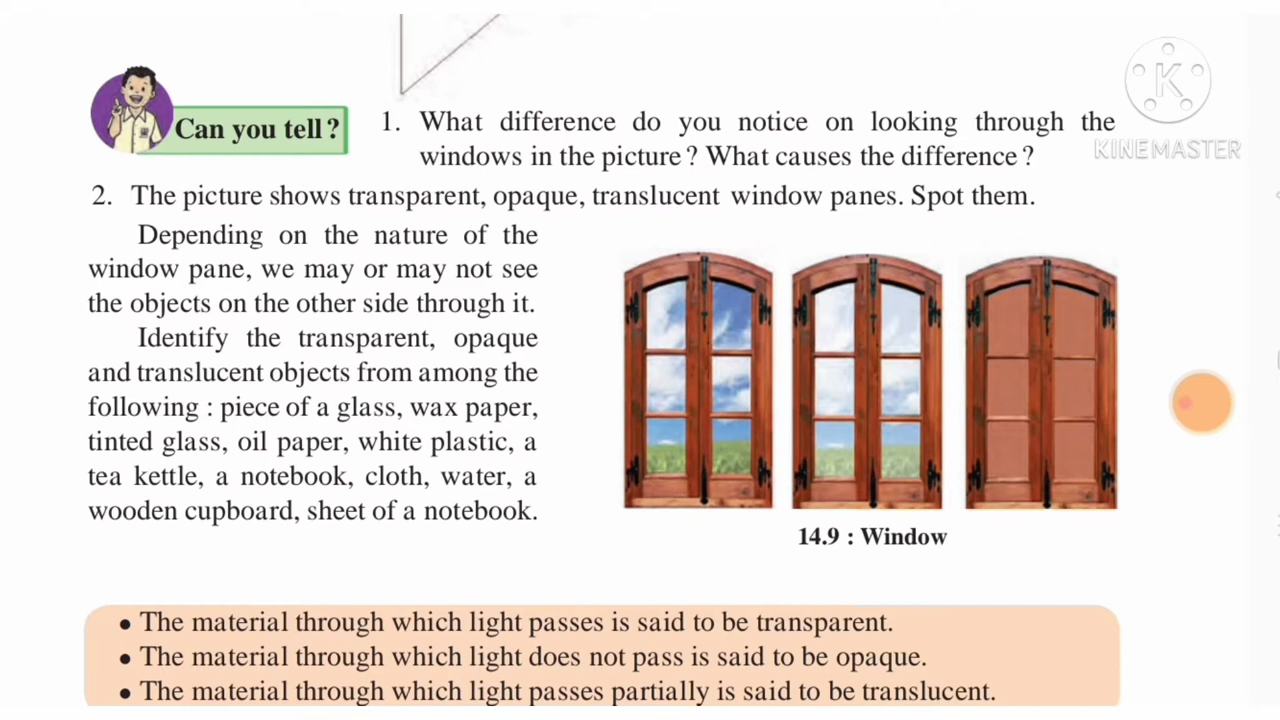 Can you tell ?
1. What difference do you notice on looking through the
windows in the picture ? What causes the difference ?
2. The picture shows transparent, opaque, translucent window panes. Spot them.
Depending on the nature of the
window pane, we may or may not see
the objects on the other side through it.
Identify the transparent, opaque
and translucent objects from among the
following : piece of a glass, wax paper,
tinted glass, oil paper, white plastic, a
tea kettle, a notebook, cloth, water, a
wooden cupboard, sheet of a notebook.
14.9 : Window
• The material through which light passes is said to be transparent.
• The material through which light does not pass is said to be opaque.
• The material through which light passes partially is said to be translucent.
K
KINEMASTER